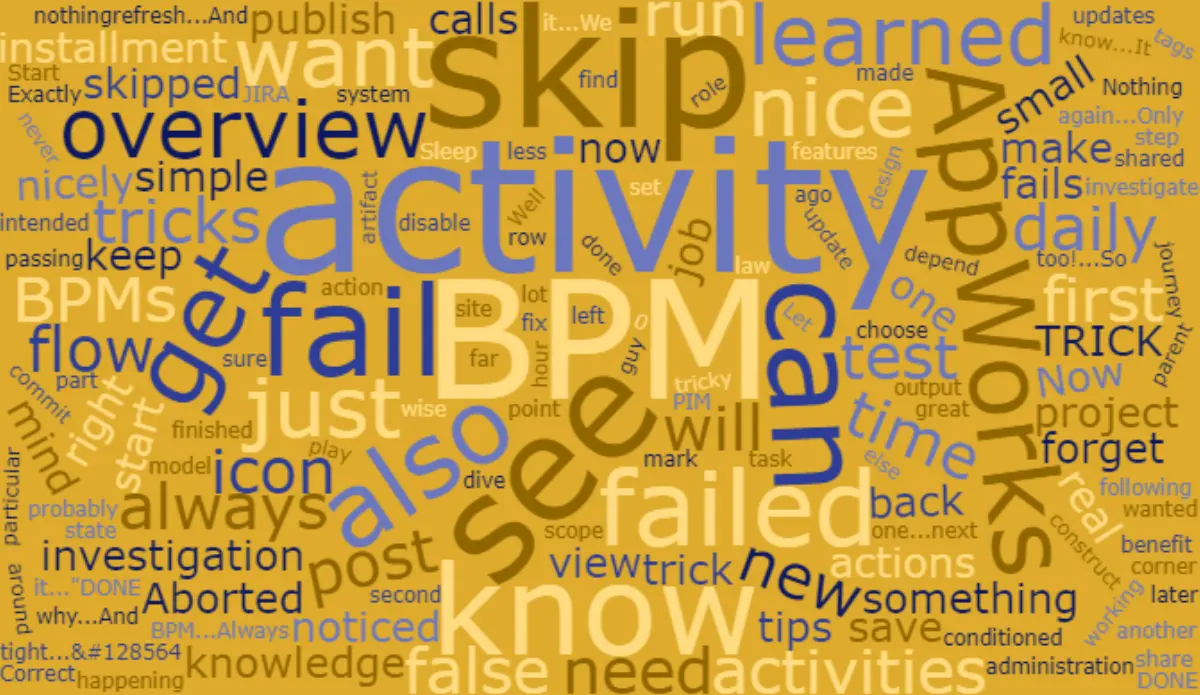 nothingrefresh...And publish calls it...We run learned updates
know...It tags
installment want skip nice AppWorks small
Start Exactly skipped JIRA system find role made Nothing
never overview Sleep less now features design again...Only step
make shared
nicely simple activity set ago fails investigate
intended tricks artifact disable Well row update daily
passing keep done job law depend too!...So journey
BPMs get action BPM site lot Let one first
flow sure fail fix left 0 can choose TRICK parent
part far hour guy test
commit right just wise point see tricky PIM output great Now project
mind start finished also will time forget
particular model icon play dive mark task else real following
probably always failed back wanted
state scope one...next construct benefit
investigation post view trick new actions corner
around it..."DONE Aborted second know something working later
why...And BPM...Always noticed tips save conditioned another
tight...&#128564 knowledge false need activities administration share
Correct happening DONE